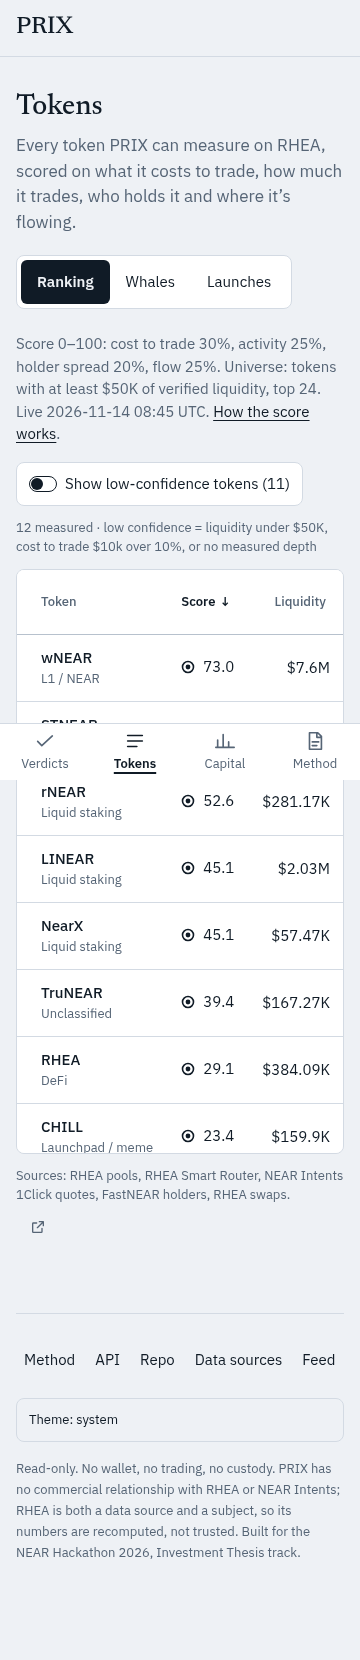 PRIX
Tokens
Every token PRIX can measure on RHEA,
scored on what it costs to trade, how much
it trades, who holds it and where it’s
flowing.
Ranking Whales Launches
Score 0–100: cost to trade 30%, activity 25%,
holder spread 20%, flow 25%. Universe: tokens
with at least $50K of verified liquidity, top 24.
Live 2026-11-14 08:45 UTC. How the score
works.
Show low-confidence tokens (11)
12 measured · low confidence = liquidity under $50K,
cost to trade $10k over 10%, or no measured depth
Token Score ↓ Liquidity
wNEAR 73.0 $7.6M
L1 / NEAR
STNEAR
Verdicts Tokens Capital Method
rNEAR 52.6 $281.17K
Liquid staking
LINEAR 45.1 $2.03M
Liquid staking
NearX 45.1 $57.47K
Liquid staking
TruNEAR 39.4 $167.27K
Unclassified
RHEA 29.1 $384.09K
DeFi
CHILL 23.4 $159.9K
Launchpad / meme
Sources: RHEA pools, RHEA Smart Router, NEAR Intents
1Click quotes, FastNEAR holders, RHEA swaps.
Method API Repo Data sources Feed
Theme: system
Read-only. No wallet, no trading, no custody. PRIX has
no commercial relationship with RHEA or NEAR Intents;
RHEA is both a data source and a subject, so its
numbers are recomputed, not trusted. Built for the
NEAR Hackathon 2026, Investment Thesis track.